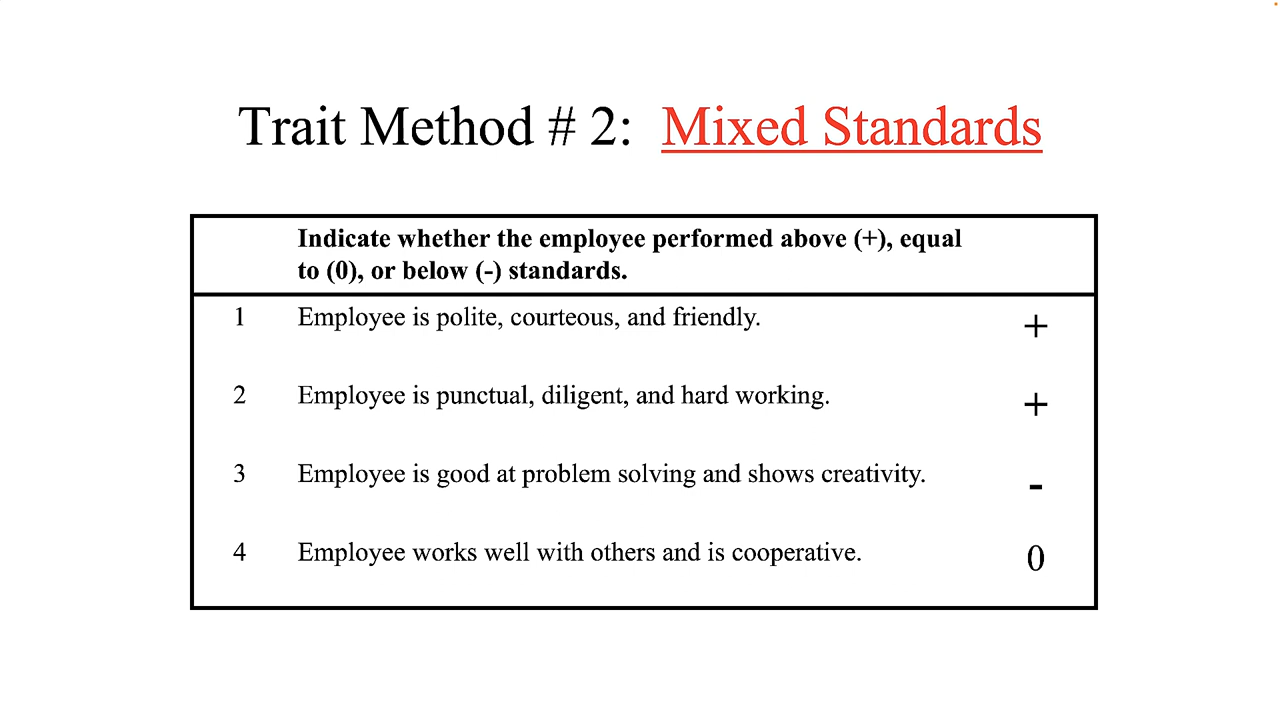 Trait Method # 2: Mixed Standards
Indicate whether the employee performed above (+), equal
to (0), or below (-) standards.
1 Employee is polite, courteous, and friendly. +
2 Employee is punctual, diligent, and hard working. +
3 Employee is good at problem solving and shows creativity. -
4 Employee works well with others and is cooperative. 0